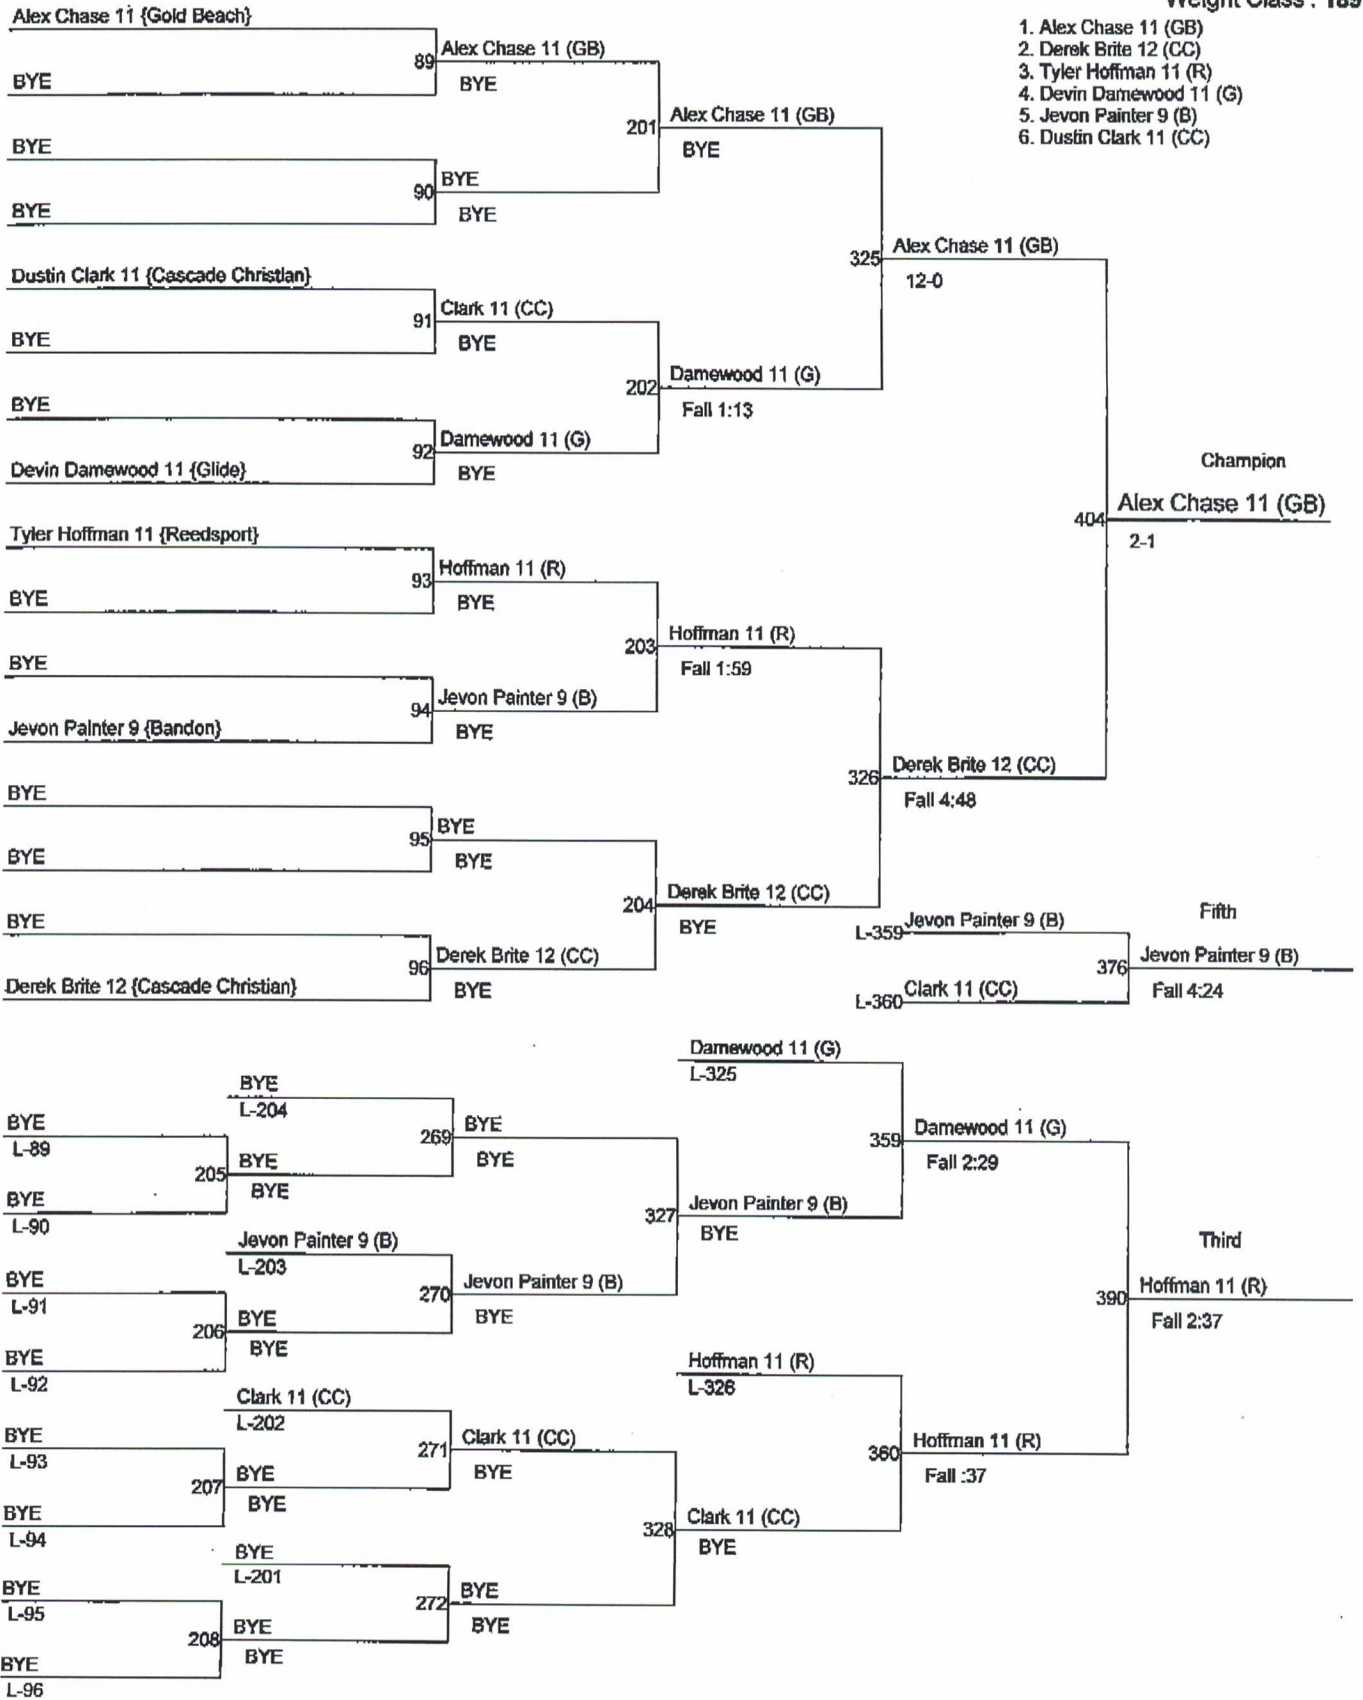 Weight Class : 189
1. Alex Chase 11 (GB)
2. Derek Brite 12 (CC)
3. Tyler Hoffman 11 (R)
4. Devin Damewood 11 (G)
5. Jevon Painter 9 (B)
6. Dustin Clark 11 (CC)
Alex Chase 11 {Gold Beach}
89
BYE
Alex Chase 11 (GB)
BYE
BYE
90
BYE
BYE
BYE
201
Alex Chase 11 (GB)
BYE
Dustin Clark 11 {Cascade Christian}
91
BYE
Clark 11 (CC)
BYE
BYE
92
Devin Damewood 11 {Glide}
Damewood 11 (G)
BYE
202
Damewood 11 (G)
Fall 1:13
325
Alex Chase 11 (GB)
12-0
Tyler Hoffman 11 {Reedsport}
93
BYE
Hoffman 11 (R)
BYE
BYE
94
Jevon Painter 9 {Bandon}
Jevon Painter 9 (B)
BYE
203
Hoffman 11 (R)
Fall 1:59
BYE
95
BYE
BYE
BYE
BYE
96
Derek Brite 12 {Cascade Christian}
Derek Brite 12 (CC)
BYE
204
Derek Brite 12 (CC)
BYE
326
Derek Brite 12 (CC)
Fall 4:48
Champion
404
Alex Chase 11 (GB)
2-1
Fifth
L-359
Jevon Painter 9 (B)
L-360
Clark 11 (CC)
376
Jevon Painter 9 (B)
Fall 4:24
BYE
L-89
BYE
L-90
205
BYE
L-204
BYE
BYE
269
BYE
BYE
BYE
L-91
BYE
L-92
206
Jevon Painter 9 (B)
L-203
BYE
BYE
270
Jevon Painter 9 (B)
BYE
Damewood 11 (G)
L-325
327
Jevon Painter 9 (B)
BYE
359
Damewood 11 (G)
Fall 2:29
BYE
L-93
BYE
L-94
207
Clark 11 (CC)
L-202
BYE
BYE
271
Clark 11 (CC)
BYE
BYE
L-95
BYE
L-96
208
BYE
L-201
BYE
BYE
272
BYE
BYE
Hoffman 11 (R)
L-326
328
Clark 11 (CC)
BYE
360
Hoffman 11 (R)
Fall :37
Third
390
Hoffman 11 (R)
Fall 2:37